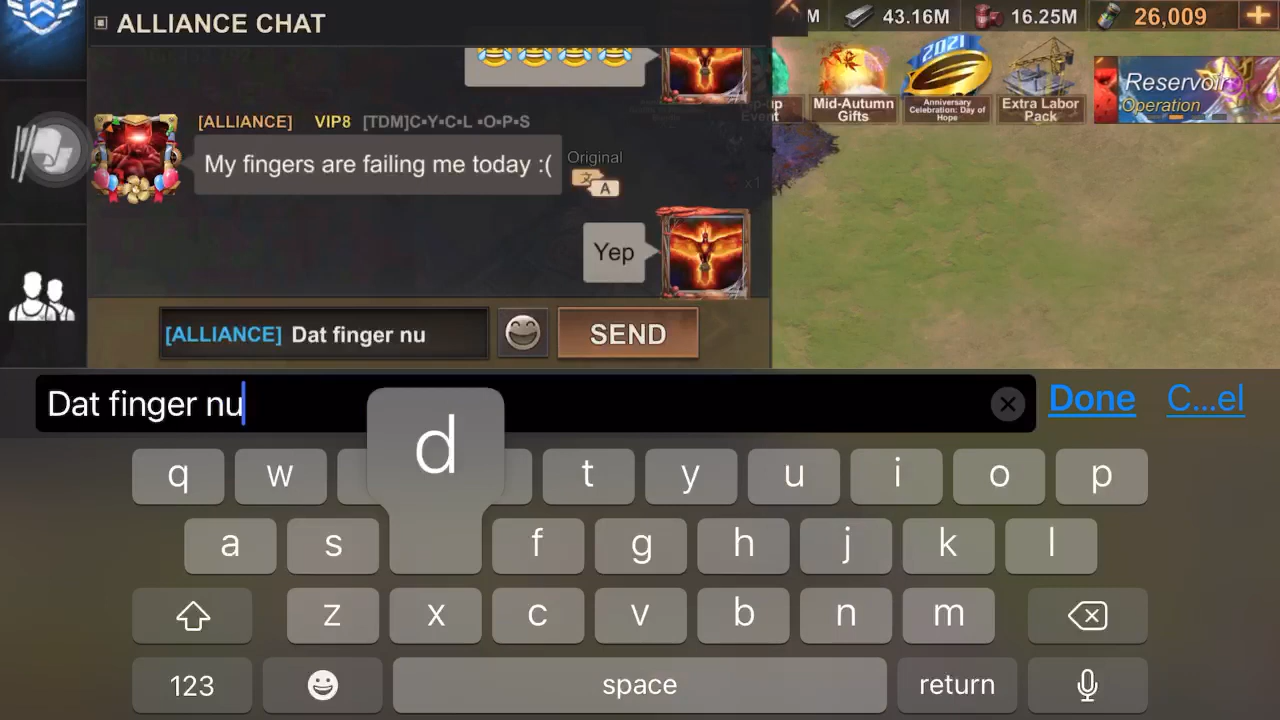 ALLIANCE CHAT
M
43.16M
16.25M
26,009
2021
Mid-Autumn
Gifts
Anniversary
Celebration: Day of
Hope
Extra Labor
Pack
Reservoir
Operation
Event
[ALLIANCE] VIP8 [TDM]C▪Y▪C▪L ▪O▪P▪S
My fingers are failing me today :(
Original
文 A
x1
Yep
[ALLIANCE] Dat finger nu
SEND
Dat finger nu
Done
C...el
d
q w t y u i o p
a s f g h j k l
z x c v b n m
123 space return